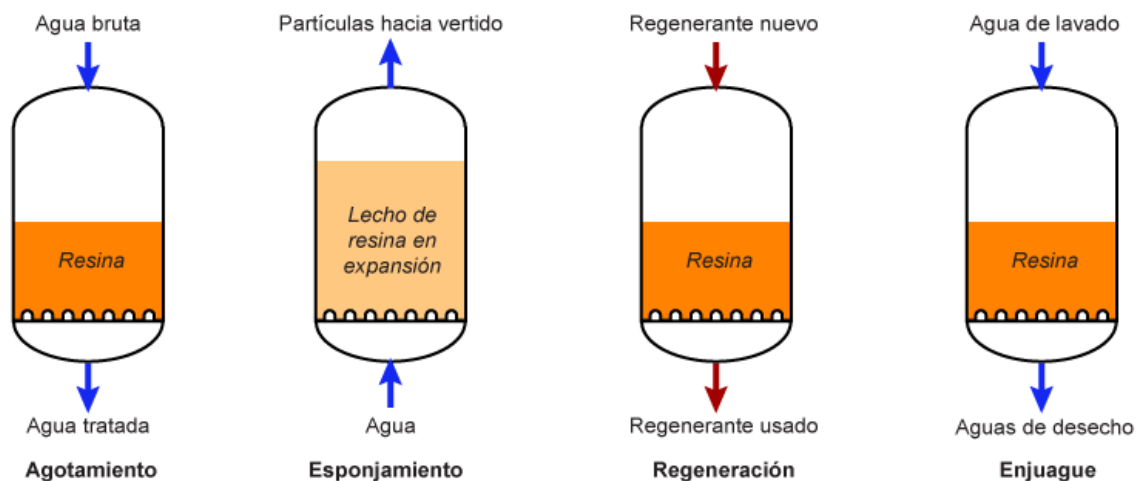 Agua bruta
Partículas hacia vertido
Regenerante nuevo
Agua de lavado
Resina
Lecho de
resina en
expansión
Resina
Resina
Agua tratada
Agua
Regenerante usado
Aguas de desecho
Agotamiento
Esponjamiento
Regeneración
Enjuague